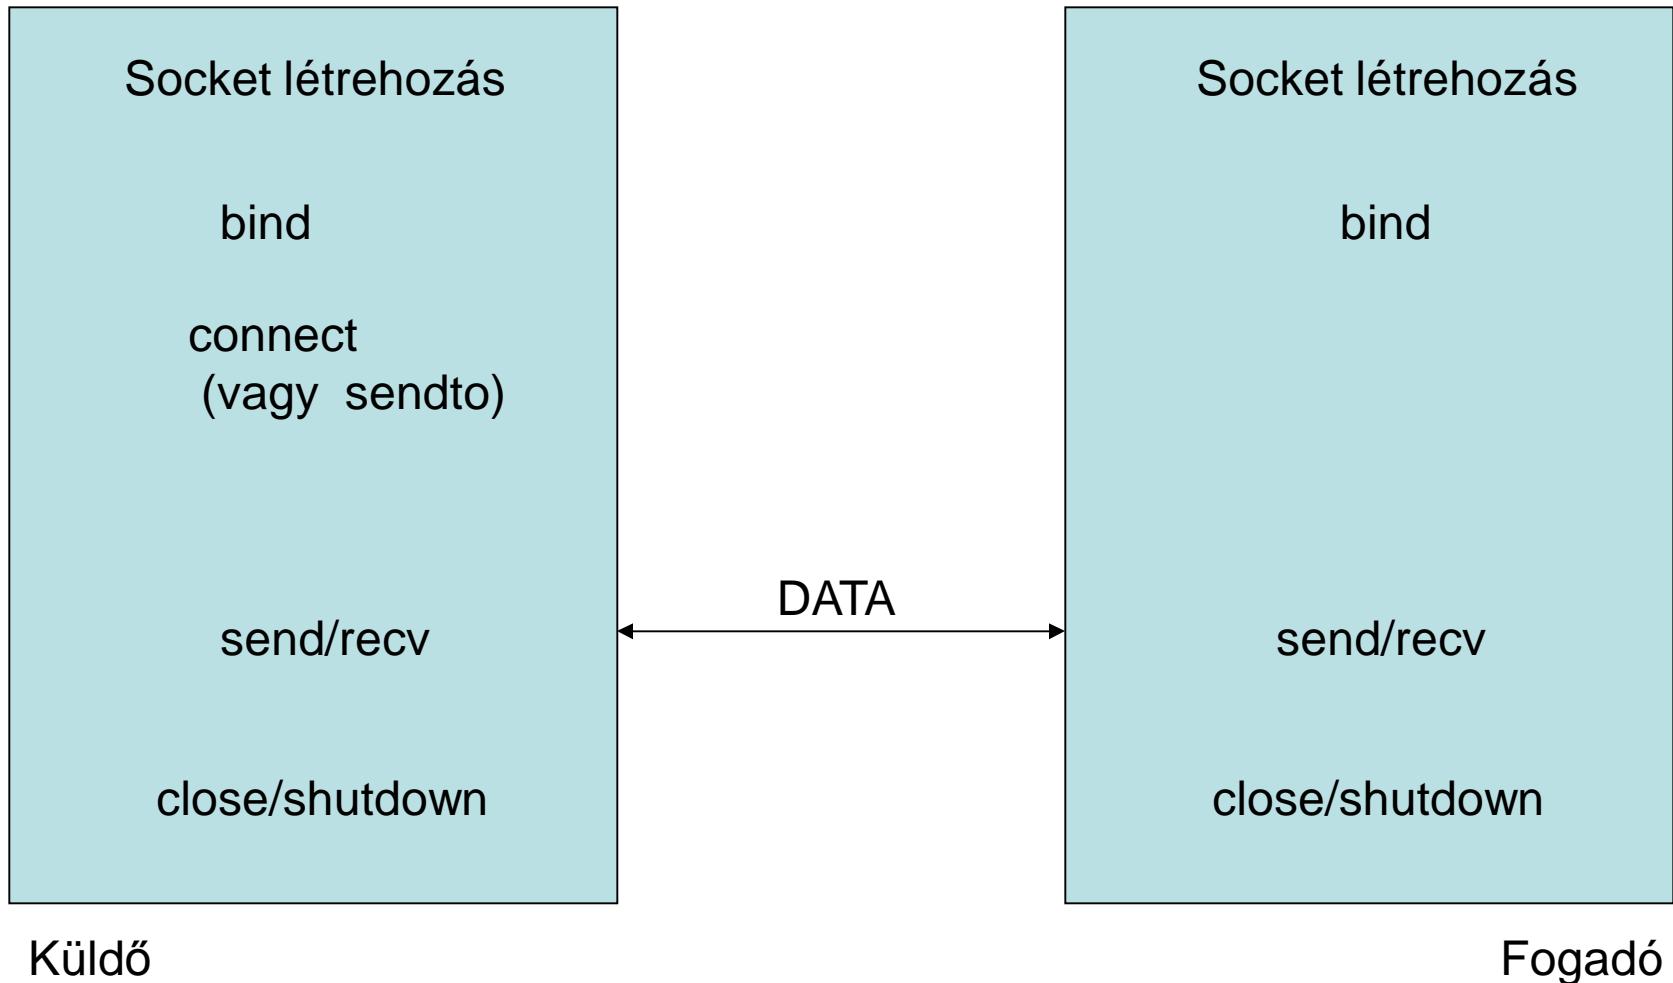 Socket létrehozás
bind
connect
(vagy sendto)
send/recv
close/shutdown
Küldő
DATA
Socket létrehozás
bind
send/recv
close/shutdown
Fogadó